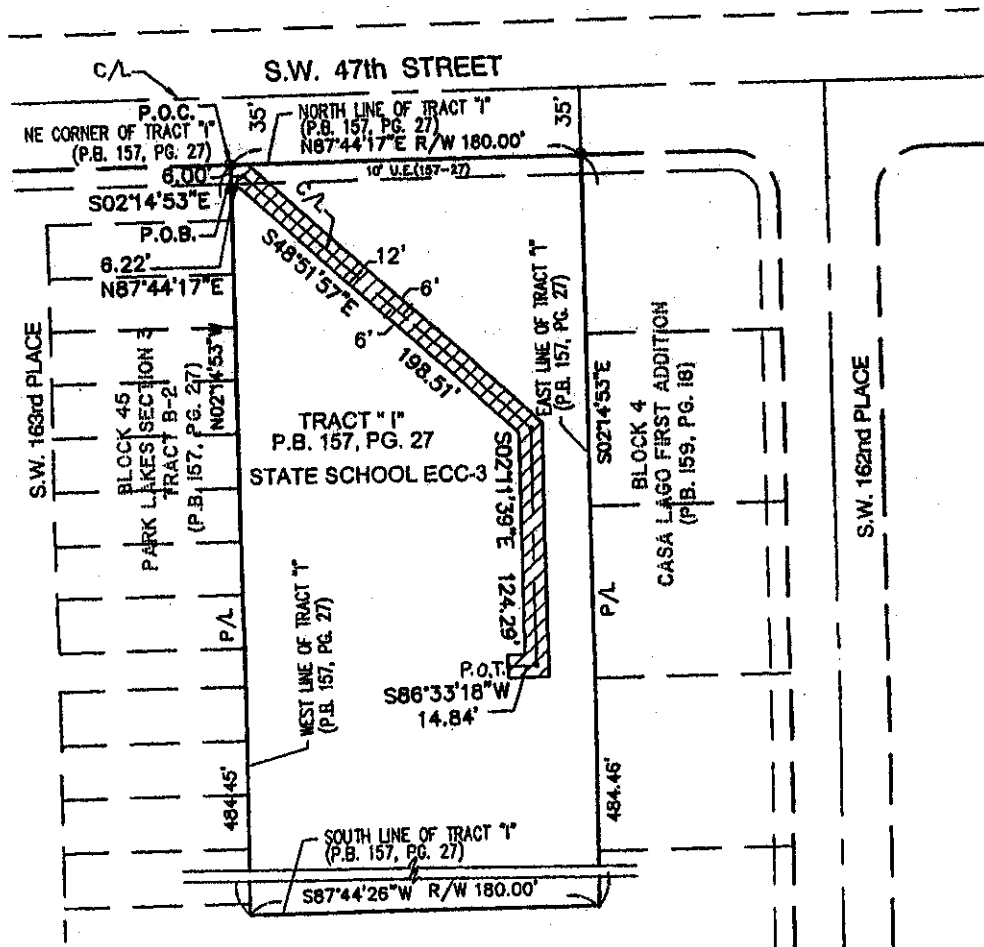 S.W. 47th STREET
C/L
P.O.C.
NE CORNER OF TRACT "I"
(P.B. 157, PG. 27)
35'
NORTH LINE OF TRACT "I"
(P.B. 157, PG. 27)
N87°44'17"E R/W 180.00'
35'
6.00'
10' U.E.(157-27)
S02°14'53"E
C/L
P.O.B.
6.22'
N87°44'17"E
S48°51'57"E
12'
6'
6'
198.51'
S.W. 163rd PLACE
BLOCK 45
PARK LAKES SECTION 3
TRACT B-2
(P.B. 157, PG. 27)
N02°14'53"W
TRACT "I"
P.B. 157, PG. 27
STATE SCHOOL ECC-3
EAST LINE OF TRACT "I"
(P.B. 157, PG. 27)
S02°14'53"E
BLOCK 4
CASA LAGO FIRST ADDITION
(P.B. 159, PG. 18)
S.W. 162nd PLACE
S02°11'39"E 124.29'
P/L
P/L
WEST LINE OF TRACT "I"
(P.B. 157, PG. 27)
P.O.T.
S86°33'18"W
14.84'
484.45'
484.46'
SOUTH LINE OF TRACT "I"
(P.B. 157, PG. 27)
S87°44'26"W R/W 180.00'